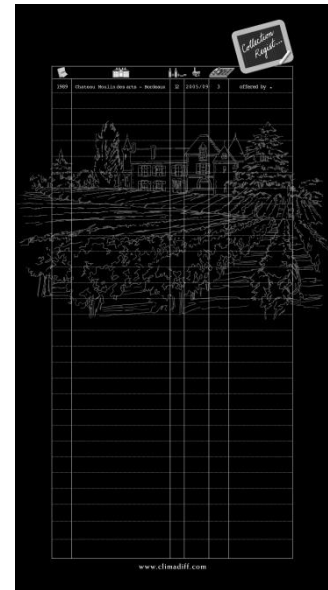 Collection
Regist....
1989 Chateau Moulin des arts - Bordeaux 12 2005/09 3 offered by .
www.climadiff.com